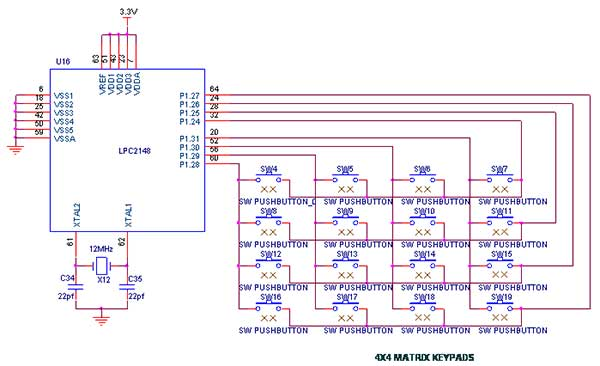 3.3V
U16
63 51 43 23 7
VREF VDD1 VDD2 VDD3 VDDA
6 VSS1
18 VSS2
25 VSS3
42 VSS4
50 VSS5
59 VSSA
P1.27 64
P1.26 24
P1.25 28
P1.24 32
P1.31 20
P1.30 52
P1.29 56
P1.28 60
LPC2148
XTAL2 XTAL1
61 62
12MHz
X12
C34 C35
22pf 22pf
SW4 SW5 SW6 SW7
SW PUSHBUTTON_ SW PUSHBUTTON SW PUSHBUTTON SW PUSHBUTTON
SW8 SW9 SW10 SW11
SW PUSHBUTTON SW PUSHBUTTON SW PUSHBUTTON SW PUSHBUTTON
SW12 SW13 SW14 SW15
SW PUSHBUTTON SW PUSHBUTTON SW PUSHBUTTON SW PUSHBUTTON
SW16 SW17 SW18 SW19
SW PUSHBUTTON SW PUSHBUTTON SW PUSHBUTTON SW PUSHBUTTON
4X4 MATRIX KEYPADS